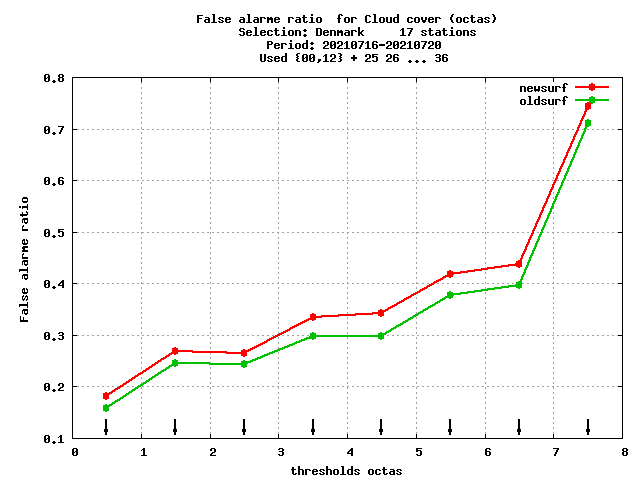 False alarme ratio  for Cloud cover (octas)
Selection: Denmark     17 stations
Period: 20210716-20210720
Used {00,12} + 25 26 ... 36
newsurf
oldsurf
0.8
0.7
0.6
0.5
0.4
0.3
0.2
0.1
False alarme ratio
0 1 2 3 4 5 6 7 8
thresholds octas